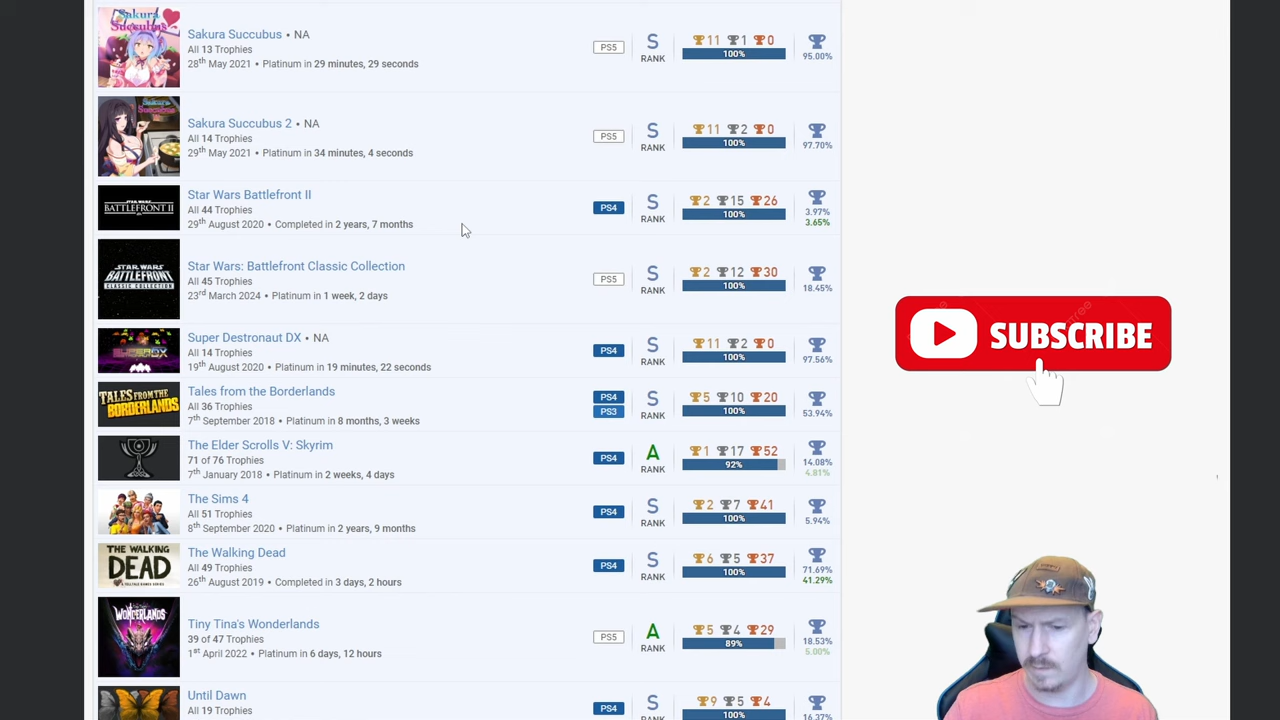 Sakura Succubus
Sakura Succubus • NA
All 13 Trophies
28th May 2021 • Platinum in 29 minutes, 29 seconds
PS5
S
RANK
11 1 0
100%
95.00%
Sakura Succubus 2 • NA
All 14 Trophies
29th May 2021 • Platinum in 34 minutes, 4 seconds
PS5
S
RANK
11 2 0
100%
97.70%
STAR WARS
BATTLEFRONT II
Star Wars Battlefront II
All 44 Trophies
29th August 2020 • Completed in 2 years, 7 months
PS4
S
RANK
2 15 26
100%
3.97%
3.65%
STAR WARS
BATTLEFRONT
CLASSIC COLLECTION
Star Wars: Battlefront Classic Collection
All 45 Trophies
23rd March 2024 • Platinum in 1 week, 2 days
PS5
S
RANK
2 12 30
100%
18.45%
SUBSCRIBE
Super Destronaut DX • NA
All 14 Trophies
19th August 2020 • Platinum in 19 minutes, 22 seconds
PS4
S
RANK
11 2 0
100%
97.56%
TALES FROM THE
BORDERLANDS
Tales from the Borderlands
All 36 Trophies
7th September 2018 • Platinum in 8 months, 3 weeks
PS4
PS3
S
RANK
5 10 20
100%
53.94%
The Elder Scrolls V: Skyrim
71 of 76 Trophies
7th January 2018 • Platinum in 2 weeks, 4 days
PS4
A
RANK
1 17 52
92%
14.08%
4.81%
The Sims 4
All 51 Trophies
8th September 2020 • Platinum in 2 years, 9 months
PS4
S
RANK
2 7 41
100%
5.94%
THE WALKING
DEAD
The Walking Dead
All 49 Trophies
26th August 2019 • Completed in 3 days, 2 hours
PS4
S
RANK
6 5 37
100%
71.69%
41.29%
WONDERLANDS
Tiny Tina's Wonderlands
39 of 47 Trophies
1st April 2022 • Platinum in 6 days, 12 hours
PS5
A
RANK
5 4 29
89%
18.53%
5.00%
Until Dawn
All 19 Trophies
PS4
S
RANK
9 5 4
100%
16.37%